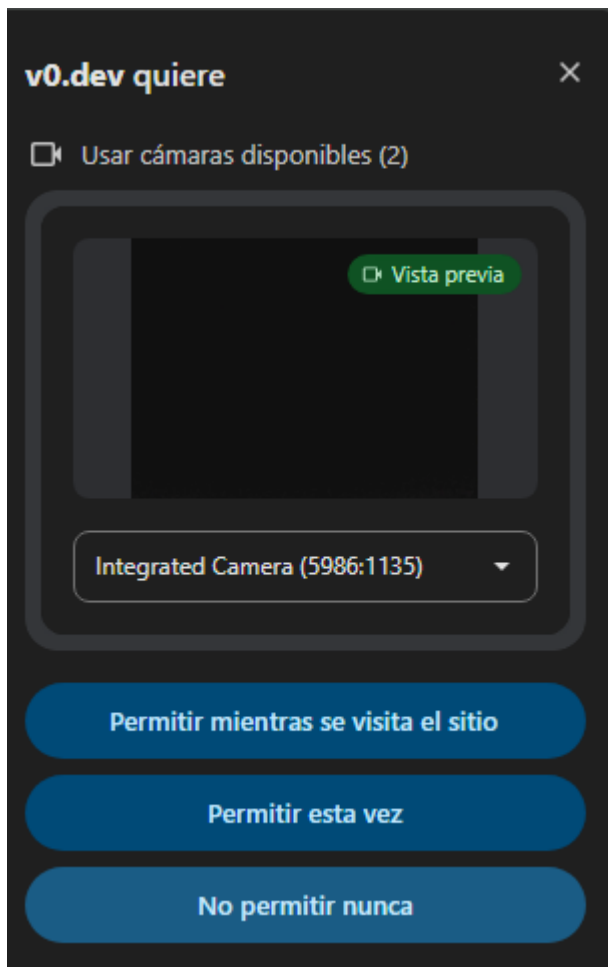 v0.dev quiere
Usar cámaras disponibles (2)
Vista previa
Integrated Camera (5986:1135)
Permitir mientras se visita el sitio
Permitir esta vez
No permitir nunca